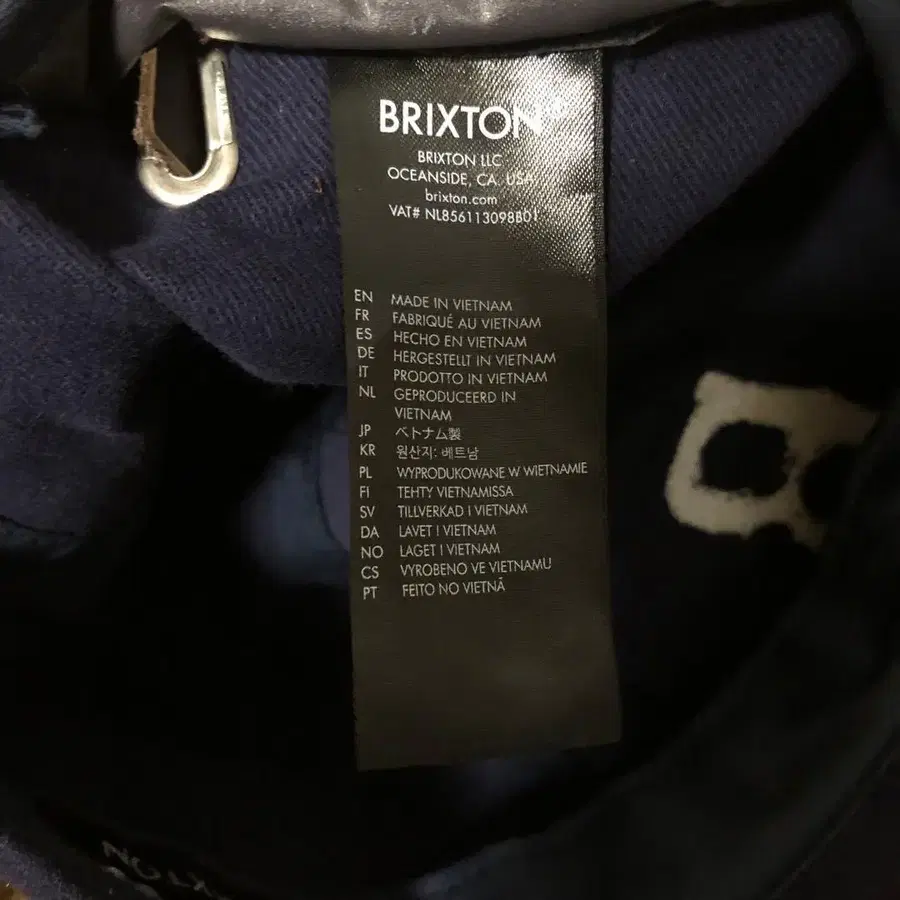 BRIXTON®
BRIXTON LLC
OCEANSIDE, CA. USA
brixton.com
VAT# NL856113098B01
EN MADE IN VIETNAM
FR FABRIQUÉ AU VIETNAM
ES HECHO EN VIETNAM
DE HERGESTELLT IN VIETNAM
IT PRODOTTO IN VIETNAM
NL GEPRODUCEERD IN
VIETNAM
JP ベトナム製
KR 원산지: 베트남
PL WYPRODUKOWANE W WIETNAMIE
FI TEHTY VIETNAMISSA
SV TILLVERKAD I VIETNAM
DA LAVET I VIETNAM
NO LAGET I VIETNAM
CS VYROBENO VE VIETNAMU
PT FEITO NO VIETNÃ